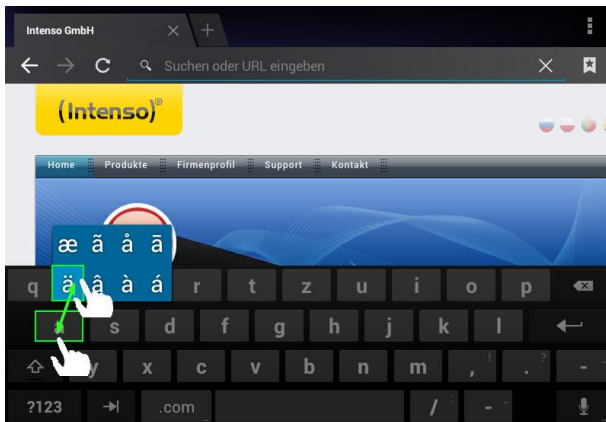 Intenso GmbH
Suchen oder URL eingeben
(Intenso)®
Home Produkte Firmenprofil Support Kontakt
æ ã å ā
q ä â à á r t z u i o p
a s d f g h j k l
y x c v b n m , ! . ? -
?123 .com / : - _